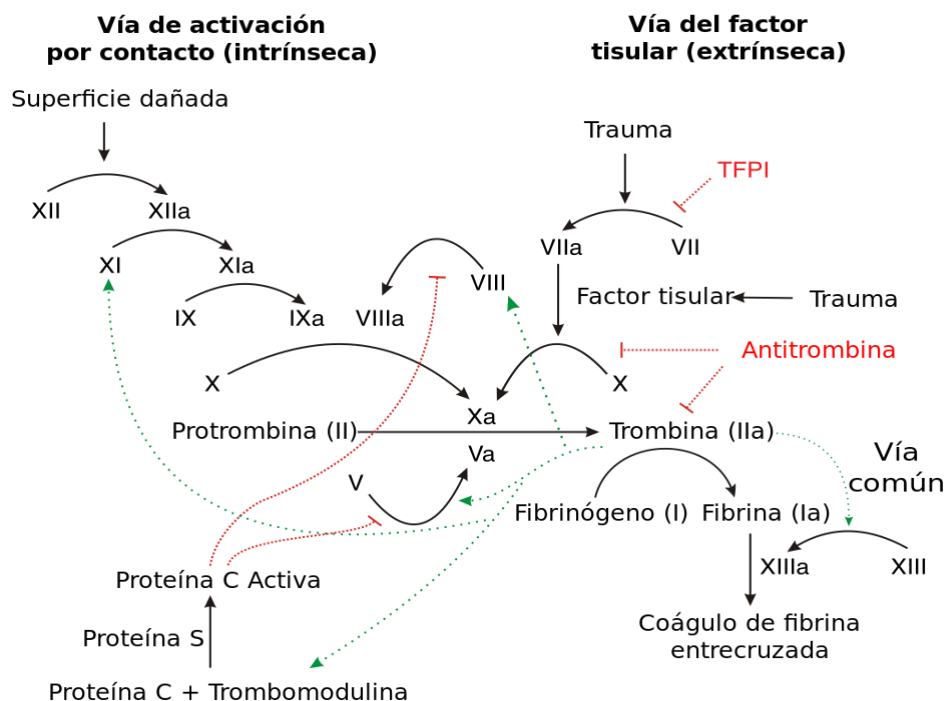 Vía de activación
por contacto (intrínseca)
Vía del factor
tisular (extrínseca)
Superficie dañada
Trauma
TFPI
XII
XIIa
VIIa
VII
XI
XIa
VIII
Factor tisular
Trauma
IX
IXa
VIIIa
Antitrombina
X
X
Xa
Protrombina (II)
Trombina (IIa)
Va
Vía
común
V
Fibrinógeno (I)
Fibrina (Ia)
XIIIa
XIII
Proteína C Activa
Coágulo de fibrina
entrecruzada
Proteína S
Proteína C + Trombomodulina